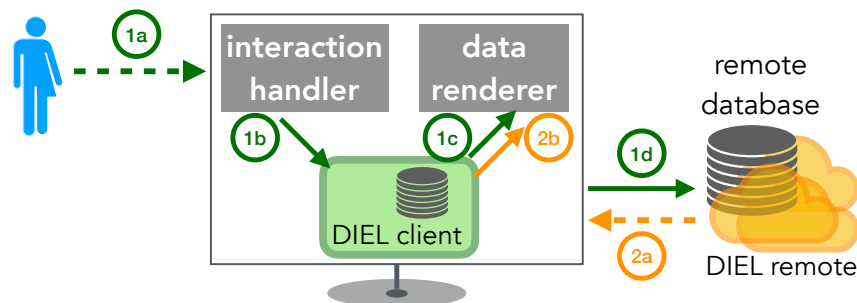 1a
interaction
handler
data
renderer
remote
database
1b
1c
2b
1d
DIEL client
2a
DIEL remote